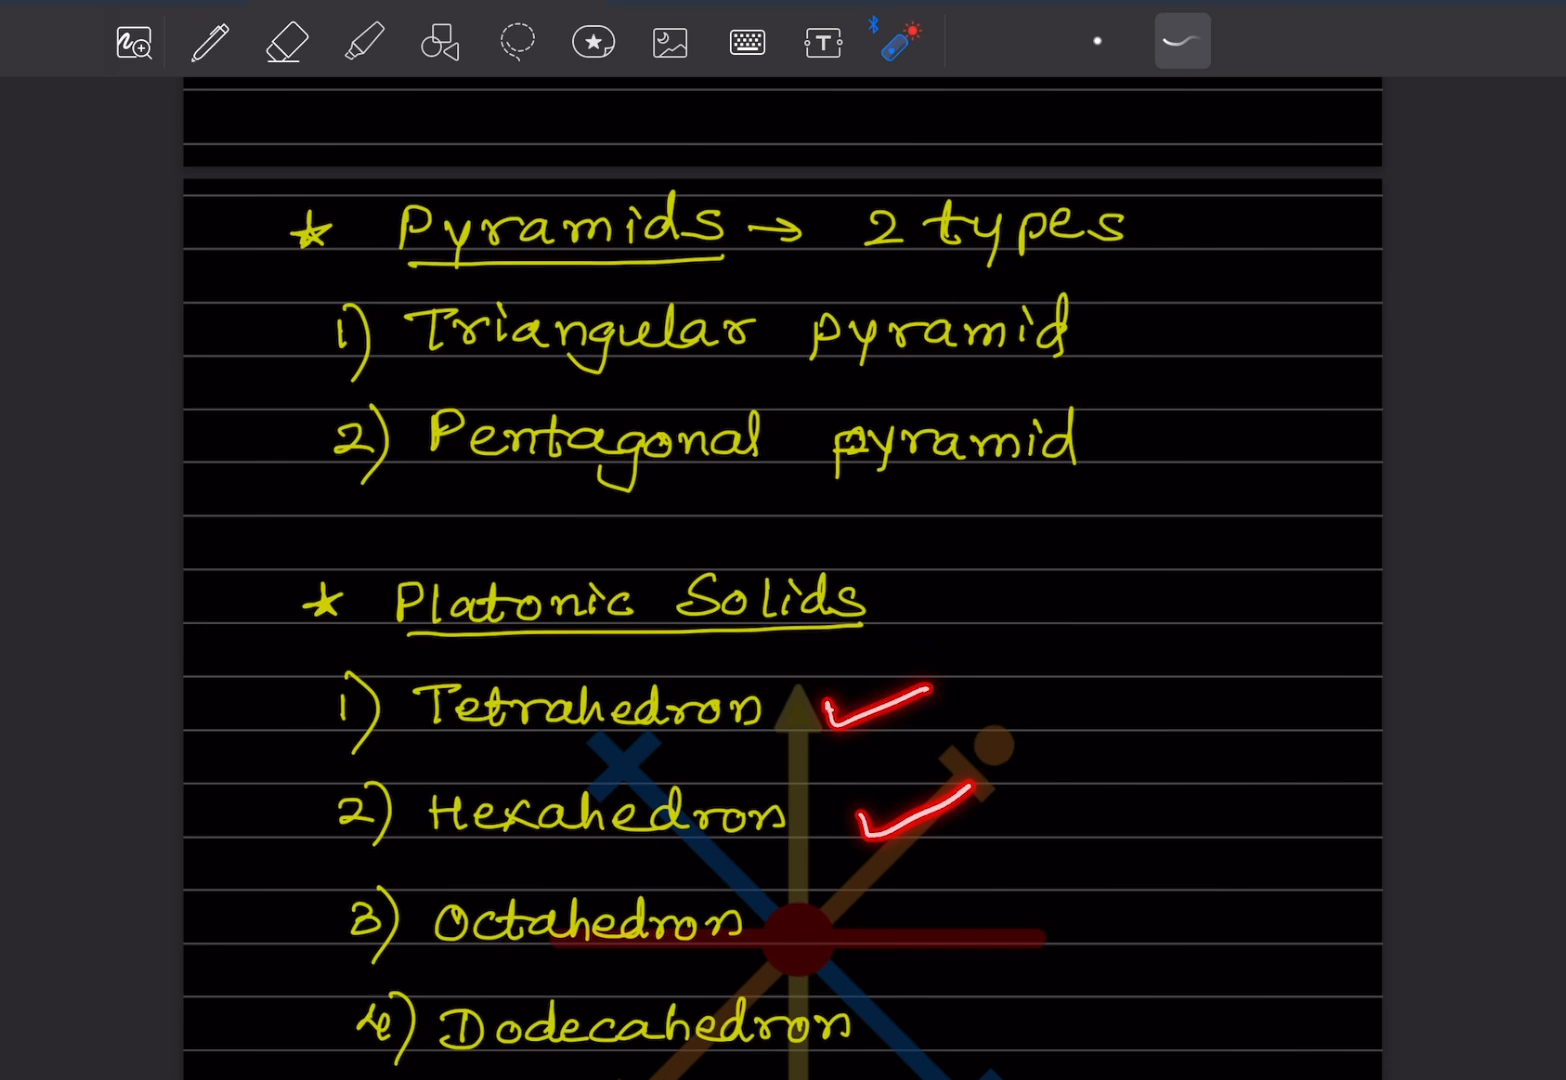 ★ Pyramids → 2 types
1) Triangular pyramid
2) Pentagonal pyramid
★ Platonic Solids
1) Tetrahedron ✓
2) Hexahedron ✓
3) Octahedron
4) Dodecahedron